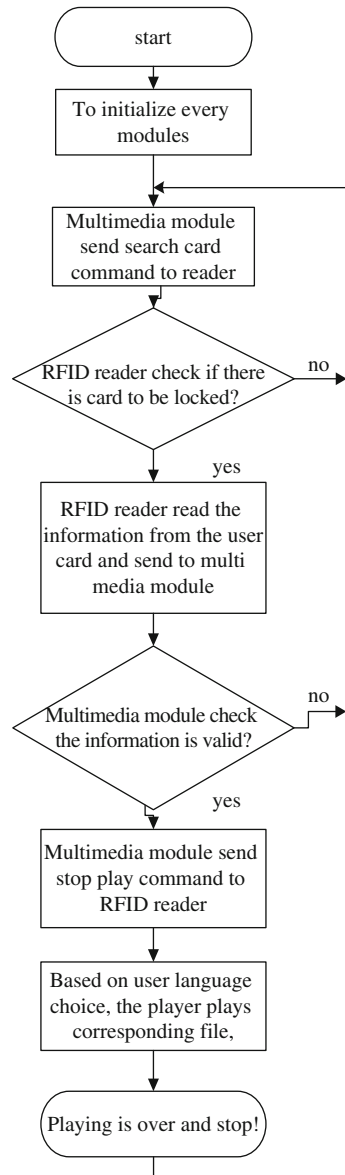 start
To initialize every
modules
Multimedia module
send search card
command to reader
RFID reader check if there
is card to be locked?
no
yes
RFID reader read the
information from the user
card and send to multi
media module
Multimedia module check
the information is valid?
no
yes
Multimedia module send
stop play command to
RFID reader
Based on user language
choice, the player plays
corresponding file,
Playing is over and stop!